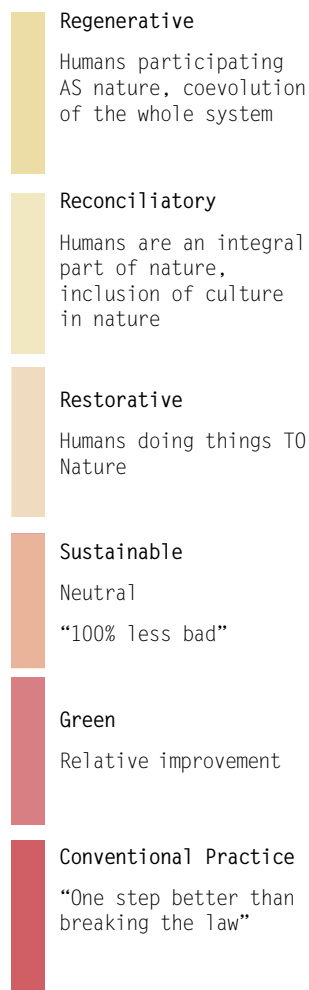 Regenerative
Humans participating
AS nature, coevolution
of the whole system
Reconciliatory
Humans are an integral
part of nature,
inclusion of culture
in nature
Restorative
Humans doing things TO
Nature
Sustainable
Neutral
“100% less bad”
Green
Relative improvement
Conventional Practice
“One step better than
breaking the law”